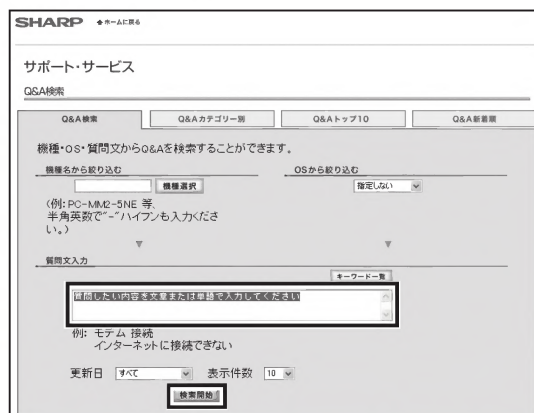 SHARP ホームに戻る
サポート・サービス
Q&A検索
Q&A検索 Q&Aカテゴリー別 Q&Aトップ10 Q&A新着順
機種・OS・質問文からQ&Aを検索することができます。
機種名から絞り込む OSから絞り込む
機種選択 指定しない
(例: PC-MM2-5NE 等、
半角英数で"-"ハイフンも入力くださ
い。)
質問文入力
キーワード一覧
質問したい内容を文章または単語で入力してください
例: モデム 接続
インターネットに接続できない
更新日 すべて 表示件数 10
検索開始